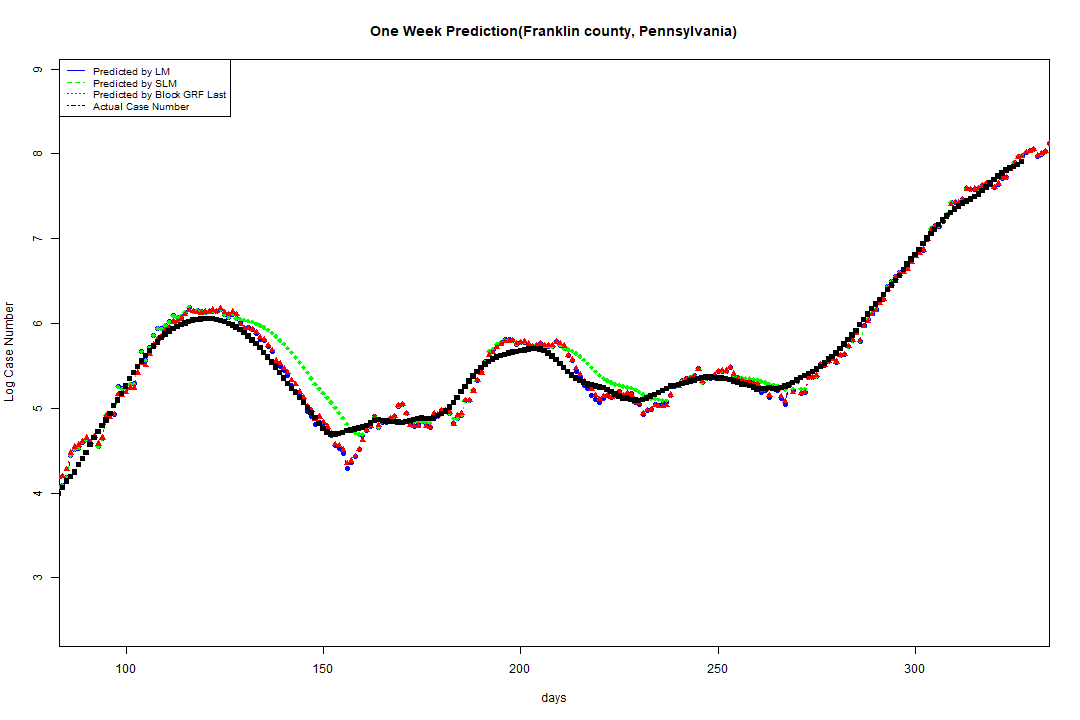 One Week Prediction(Franklin county, Pennsylvania)
Predicted by LM
Predicted by SLM
Predicted by Block GRF Last
Actual Case Number
9
8
7
6
5
4
3
Log Case Number
100 150 200 250 300
days